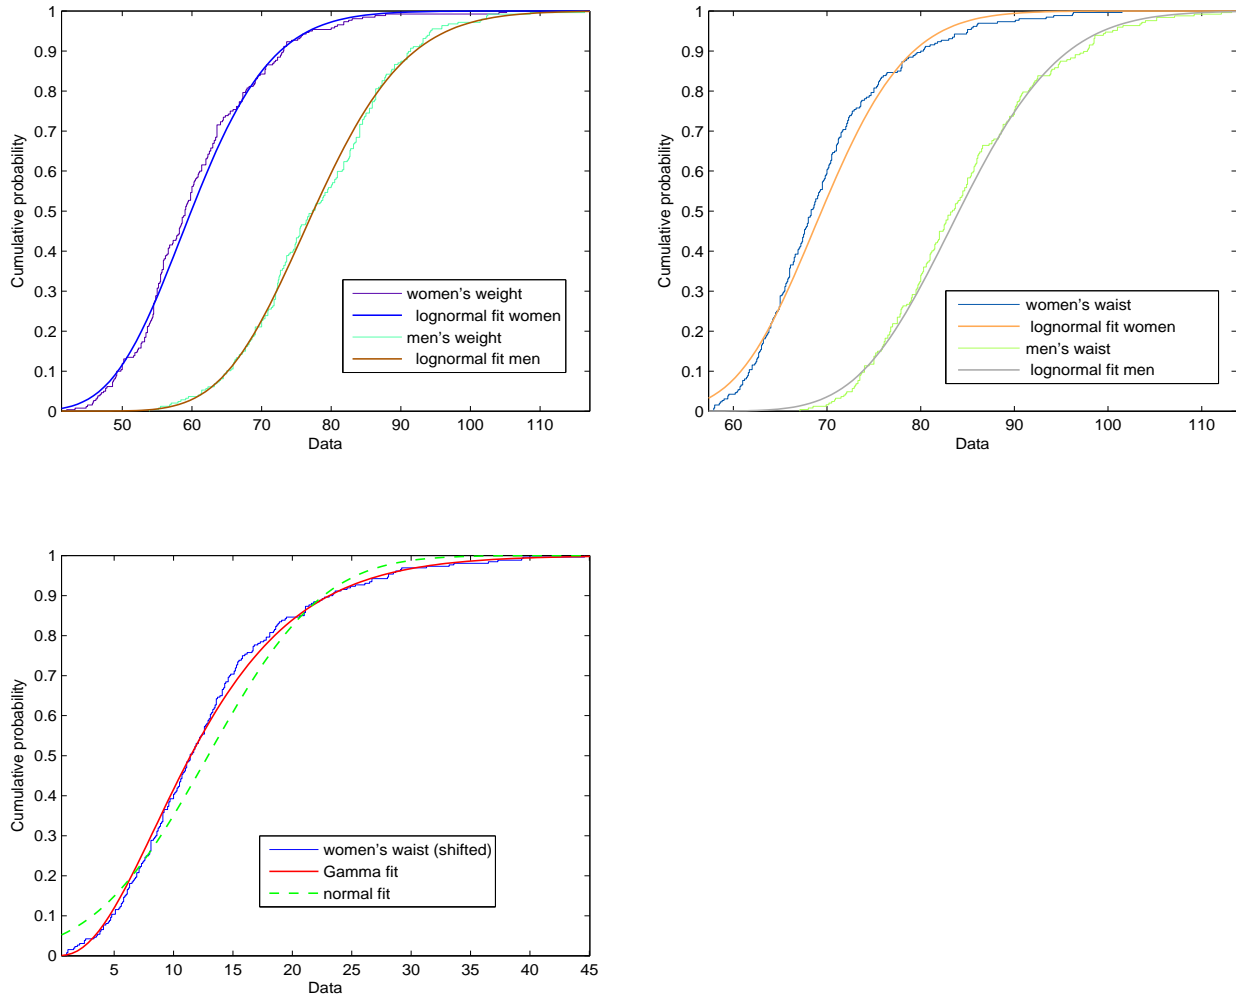 1
0.9
0.8
0.7
0.6
0.5
0.4
0.3
0.2
0.1
0
Cumulative probability
50 60 70 80 90 100 110
Data
women's weight
lognormal fit women
men's weight
lognormal fit men
1
0.9
0.8
0.7
0.6
0.5
0.4
0.3
0.2
0.1
0
Cumulative probability
60 70 80 90 100 110
Data
women's waist
lognormal fit women
men's waist
lognormal fit men
1
0.9
0.8
0.7
0.6
0.5
0.4
0.3
0.2
0.1
0
Cumulative probability
5 10 15 20 25 30 35 40 45
Data
women's waist (shifted)
Gamma fit
normal fit